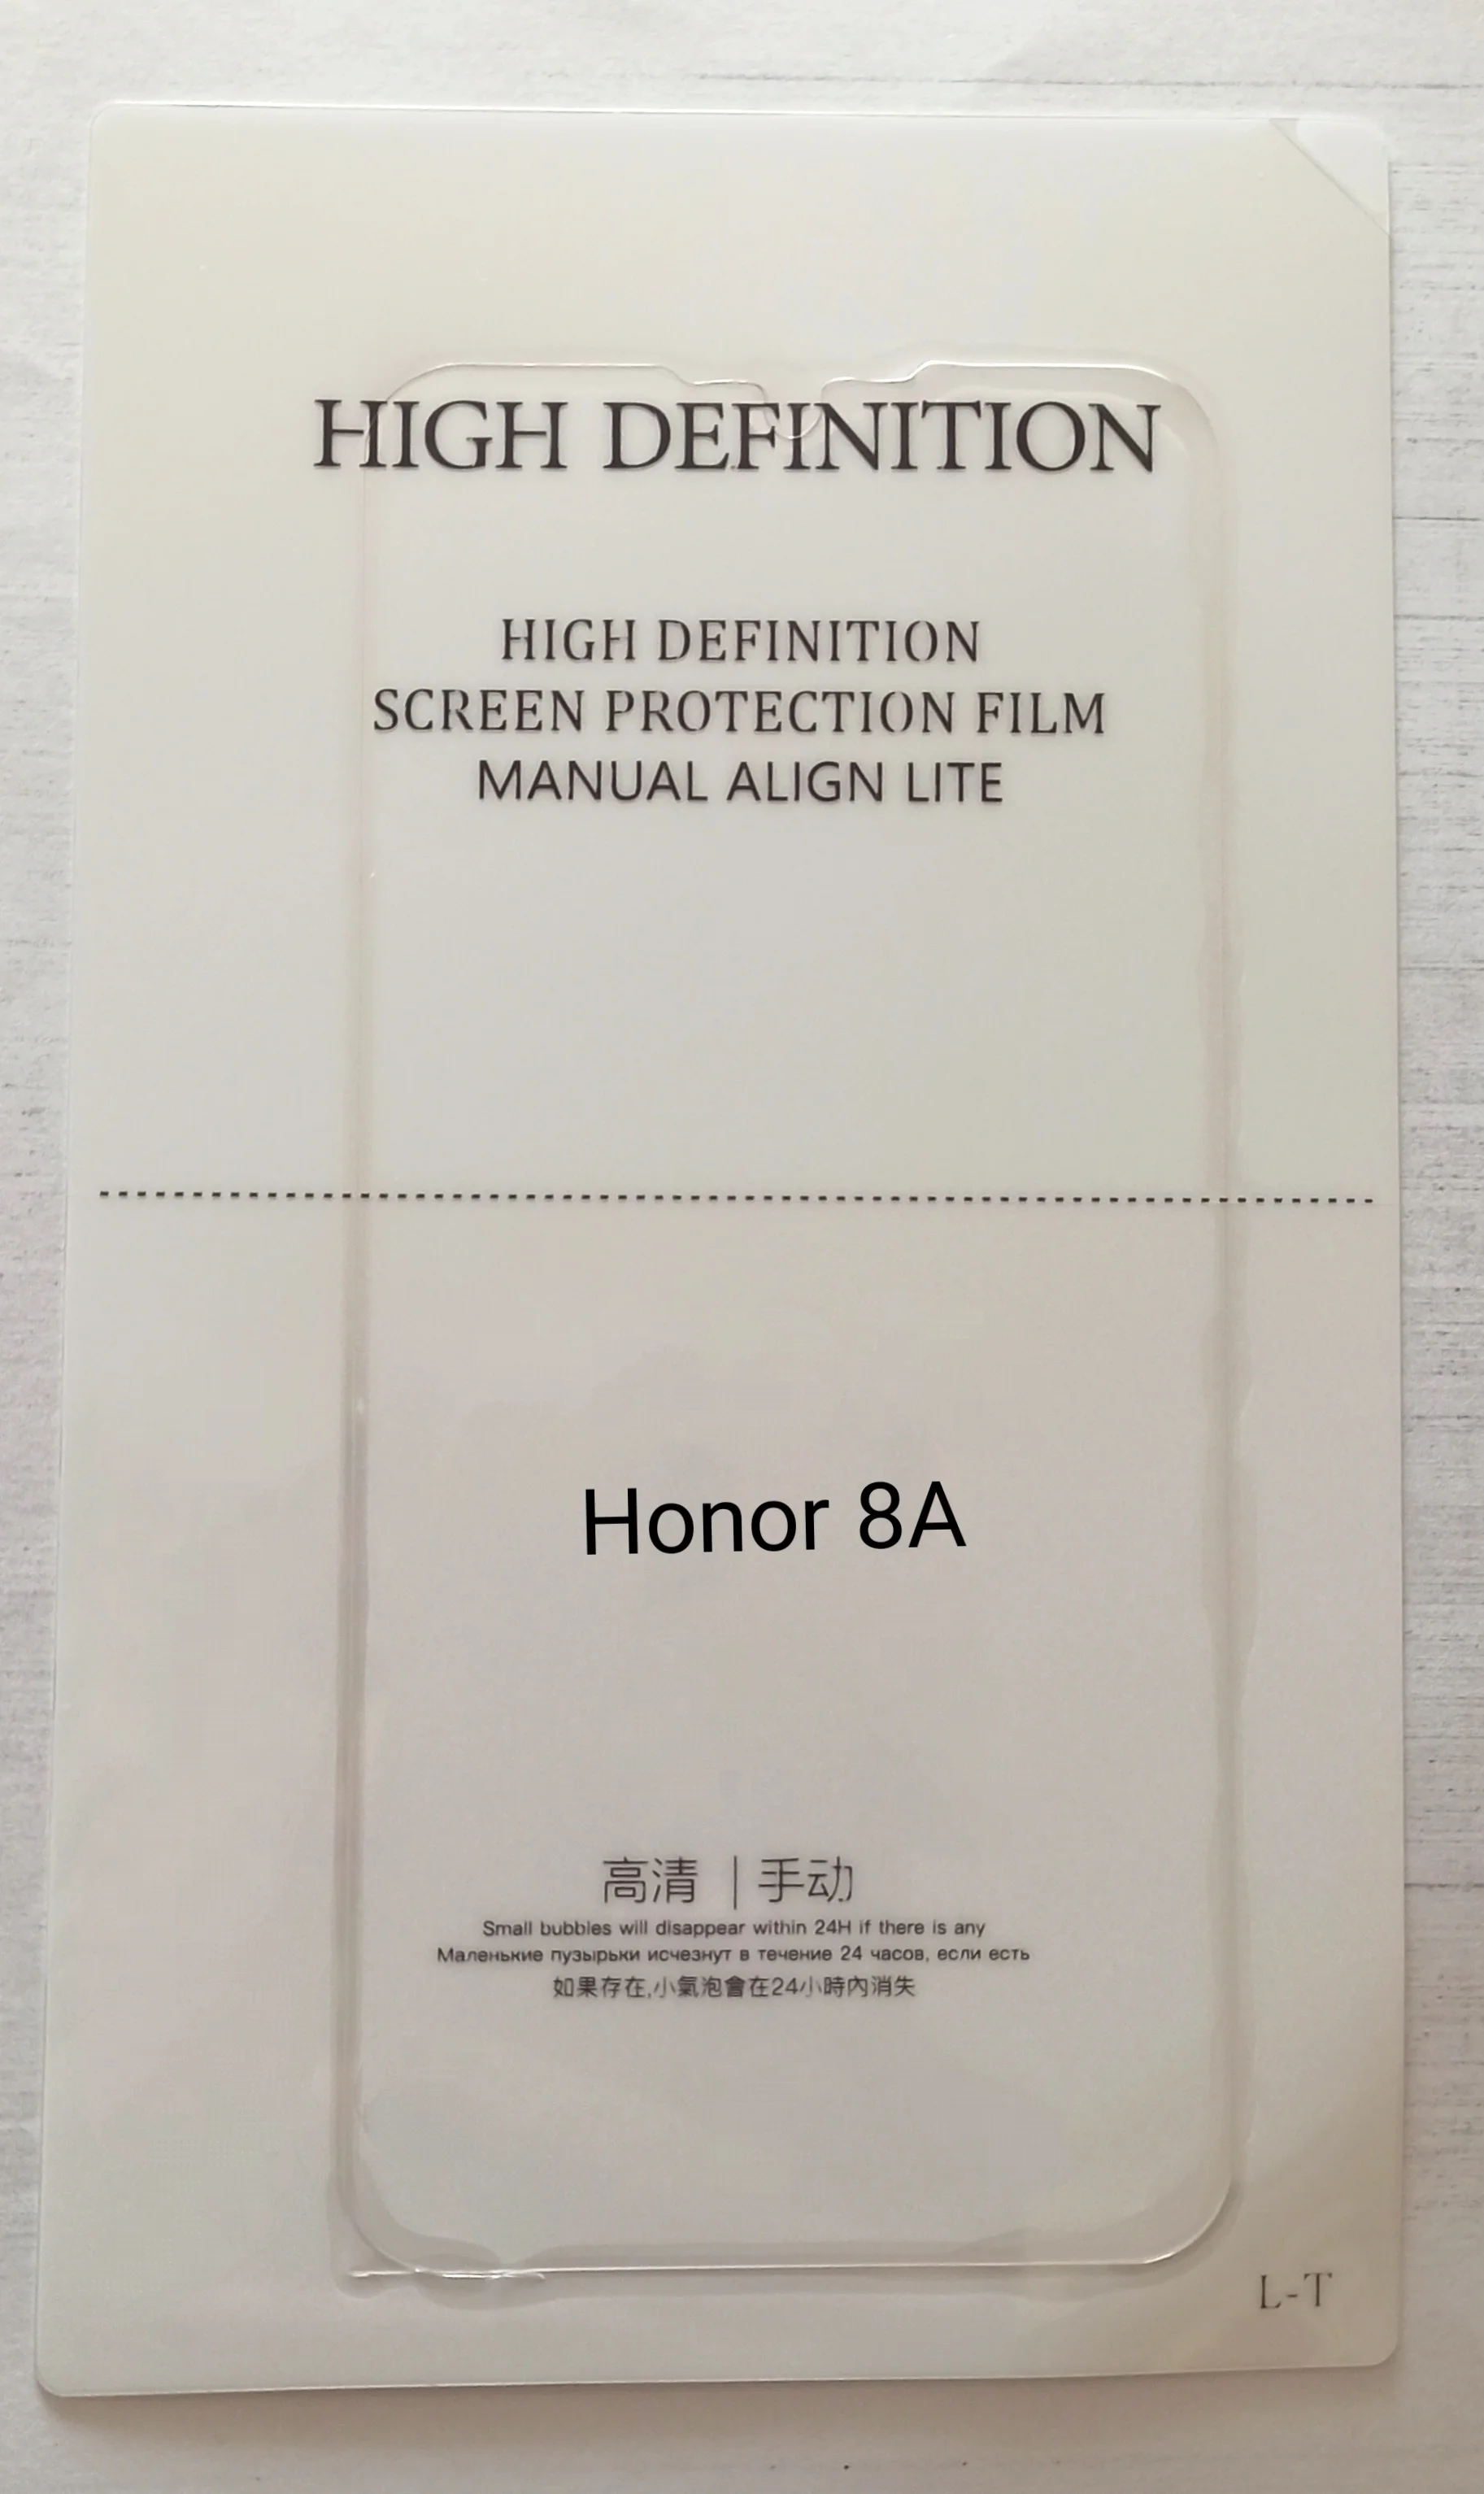 HIGH DEFINITION
HIGH DEFINITION
SCREEN PROTECTION FILM
MANUAL ALIGN LITE
Honor 8A
高清 | 手动
Small bubbles will disappear within 24H if there is any
Маленькие пузырьки исчезнут в течение 24 часов, если есть
如果存在,小氣泡會在24小時內消失
L-T